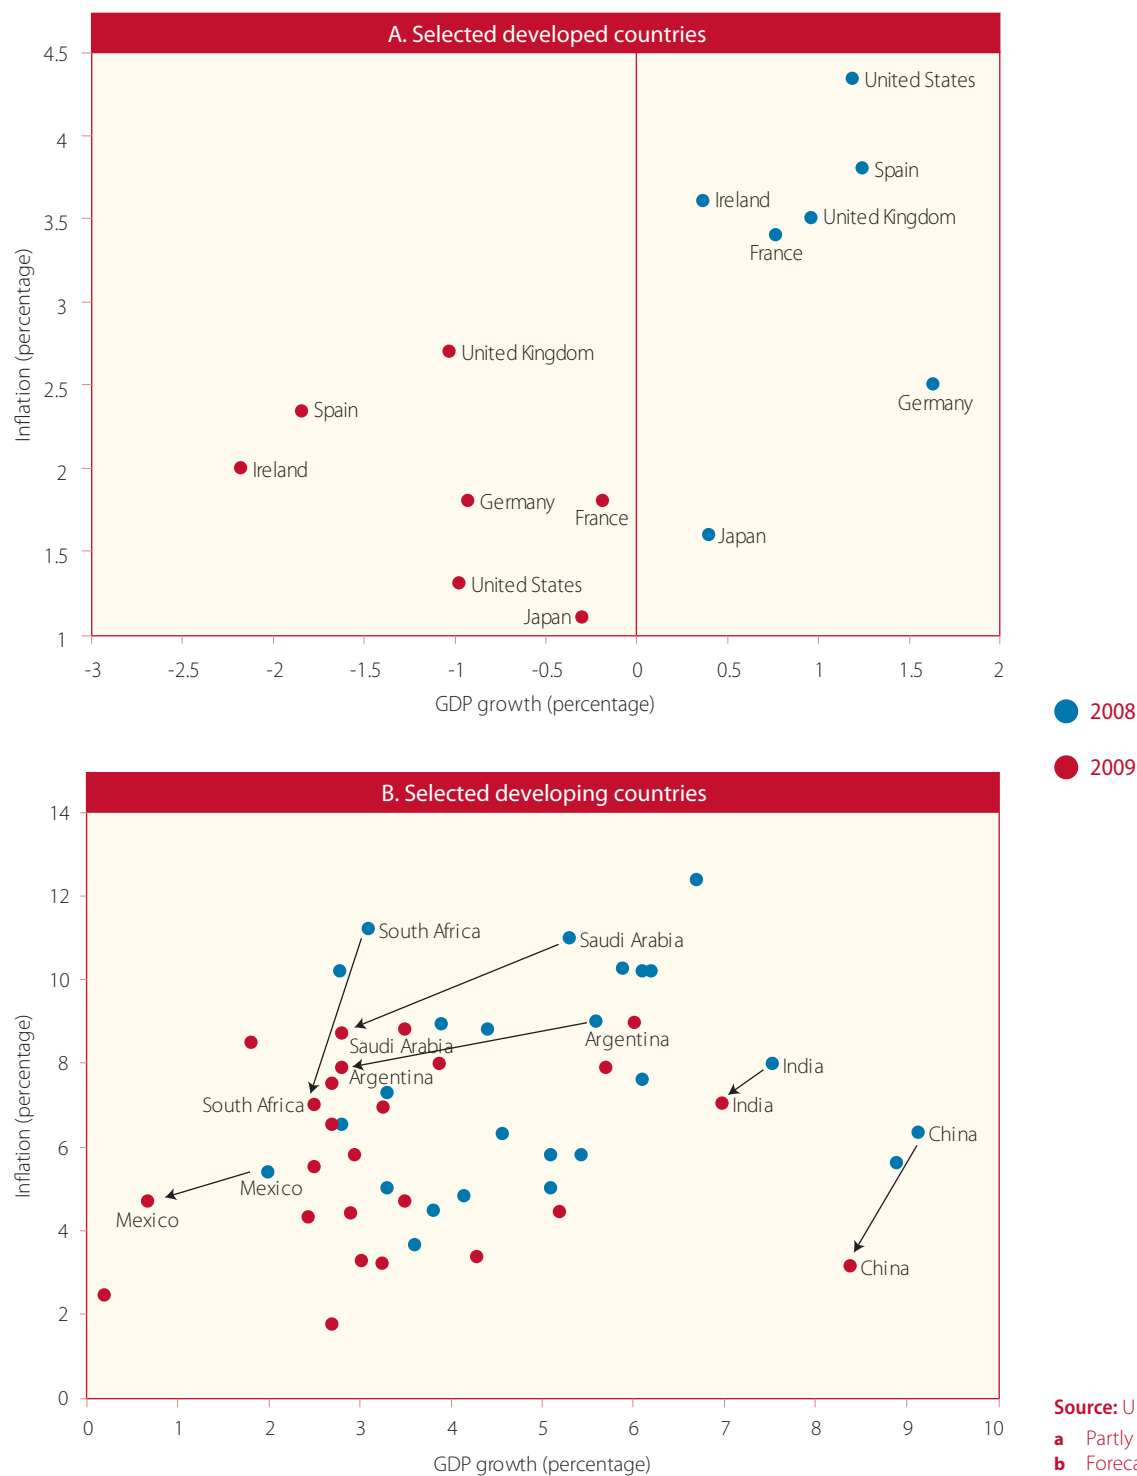 A. Selected developed countries
4.5
4
3.5
3
2.5
2
1.5
1
Inflation (percentage)
United States
Spain
Ireland
United Kingdom
France
United Kingdom
Germany
Spain
Ireland
Germany
France
Japan
United States
Japan
-3 -2.5 -2 -1.5 -1 -0.5 0 0.5 1 1.5 2
GDP growth (percentage)
2008
2009
B. Selected developing countries
14
12
10
8
6
4
2
0
Inflation (percentage)
South Africa
Saudi Arabia
Argentina
Saudi Arabia
India
Argentina
South Africa
India
China
Mexico
Mexico
China
0 1 2 3 4 5 6 7 8 9 10
GDP growth (percentage)
Source: U
a Partly
b Foreca